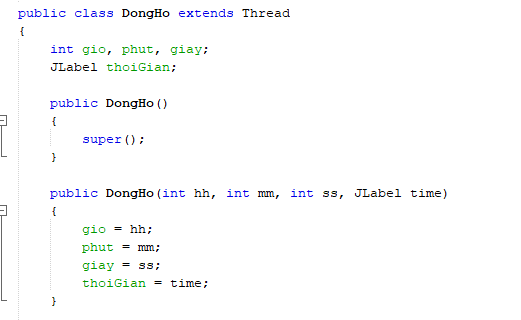 public class DongHo extends Thread
{
    int gio, phut, giay;
    JLabel thoiGian;
    public DongHo()
    {
        super();
    }
    public DongHo(int hh, int mm, int ss, JLabel time)
    {
        gio = hh;
        phut = mm;
        giay = ss;
        thoiGian = time;
    }